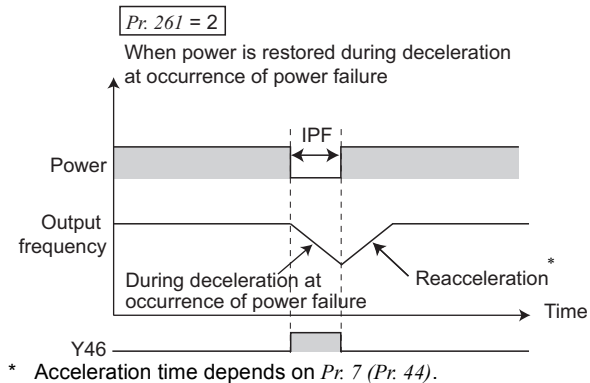 Pr. 261 = 2
When power is restored during deceleration
at occurrence of power failure
IPF
Power
Output
frequency
During deceleration at
occurrence of power failure
Reacceleration*
Time
Y46
* Acceleration time depends on Pr. 7 (Pr. 44).